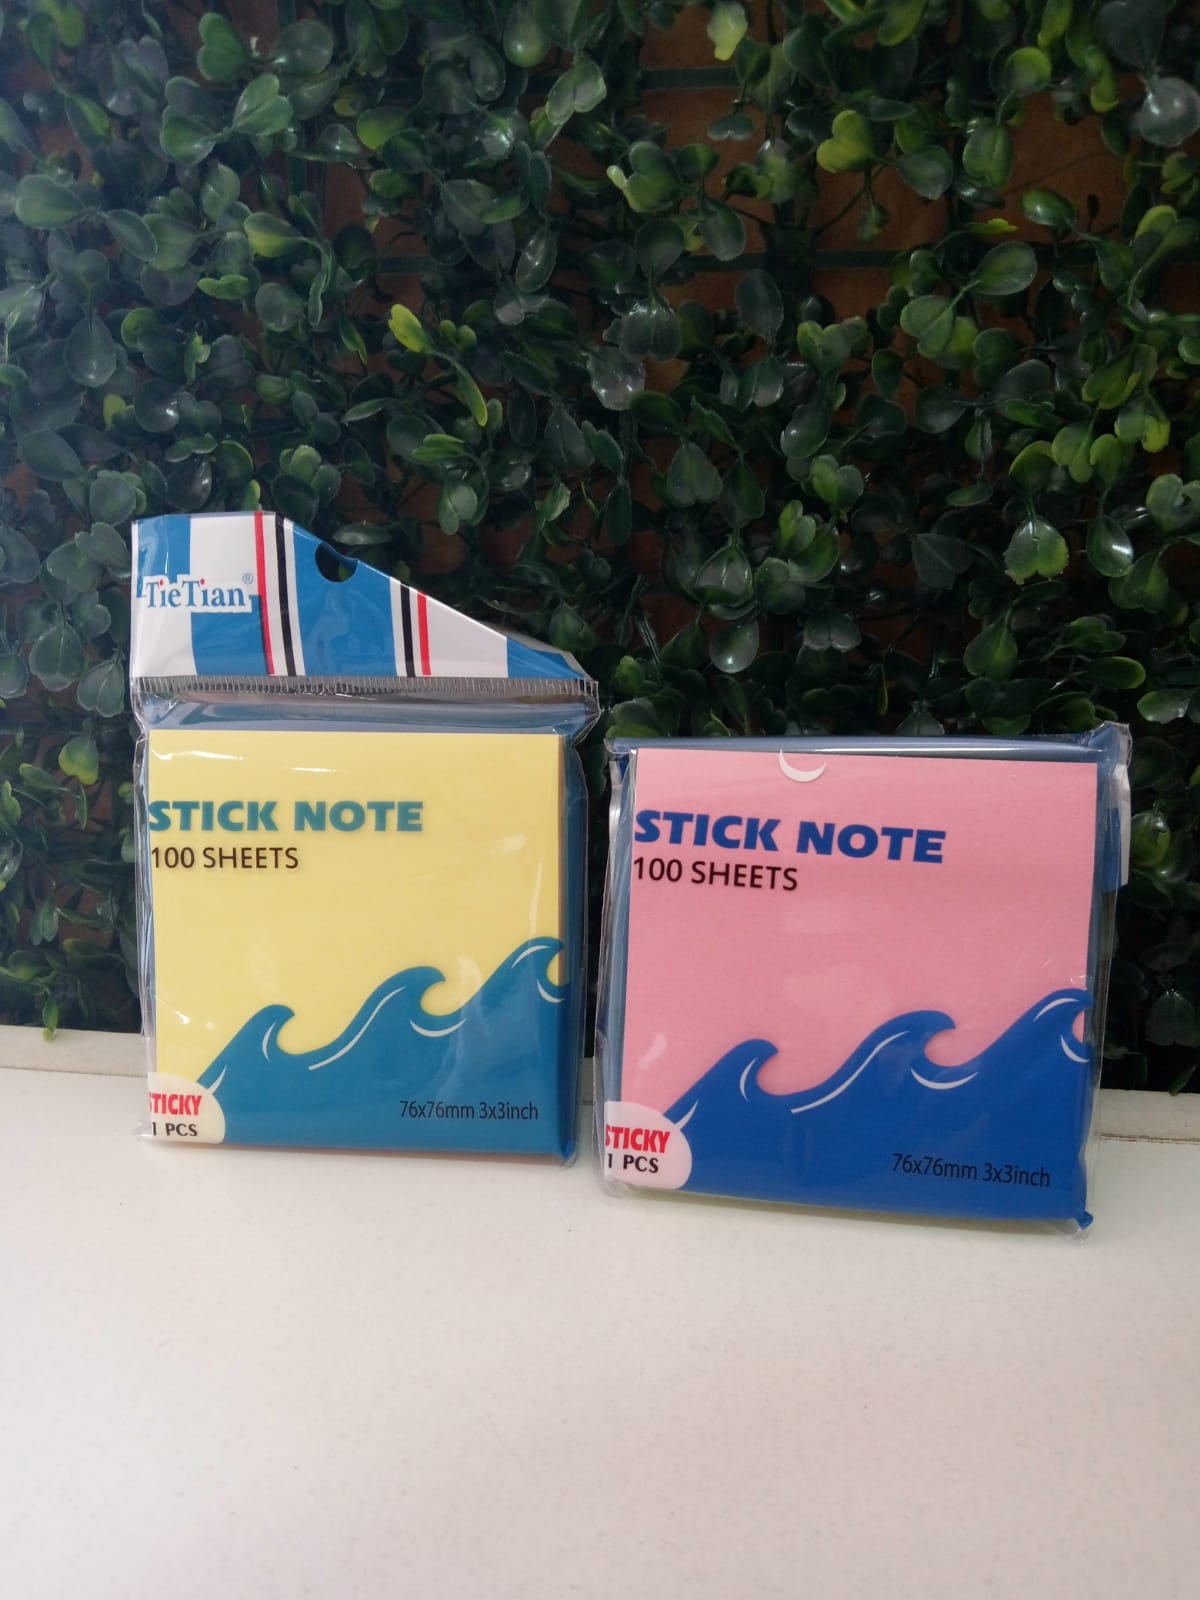 TieTian®
STICK NOTE
100 SHEETS
STICKY
1 PCS
76x76mm 3x3inch
STICK NOTE
100 SHEETS
STICKY
1 PCS
76x76mm 3x3inch